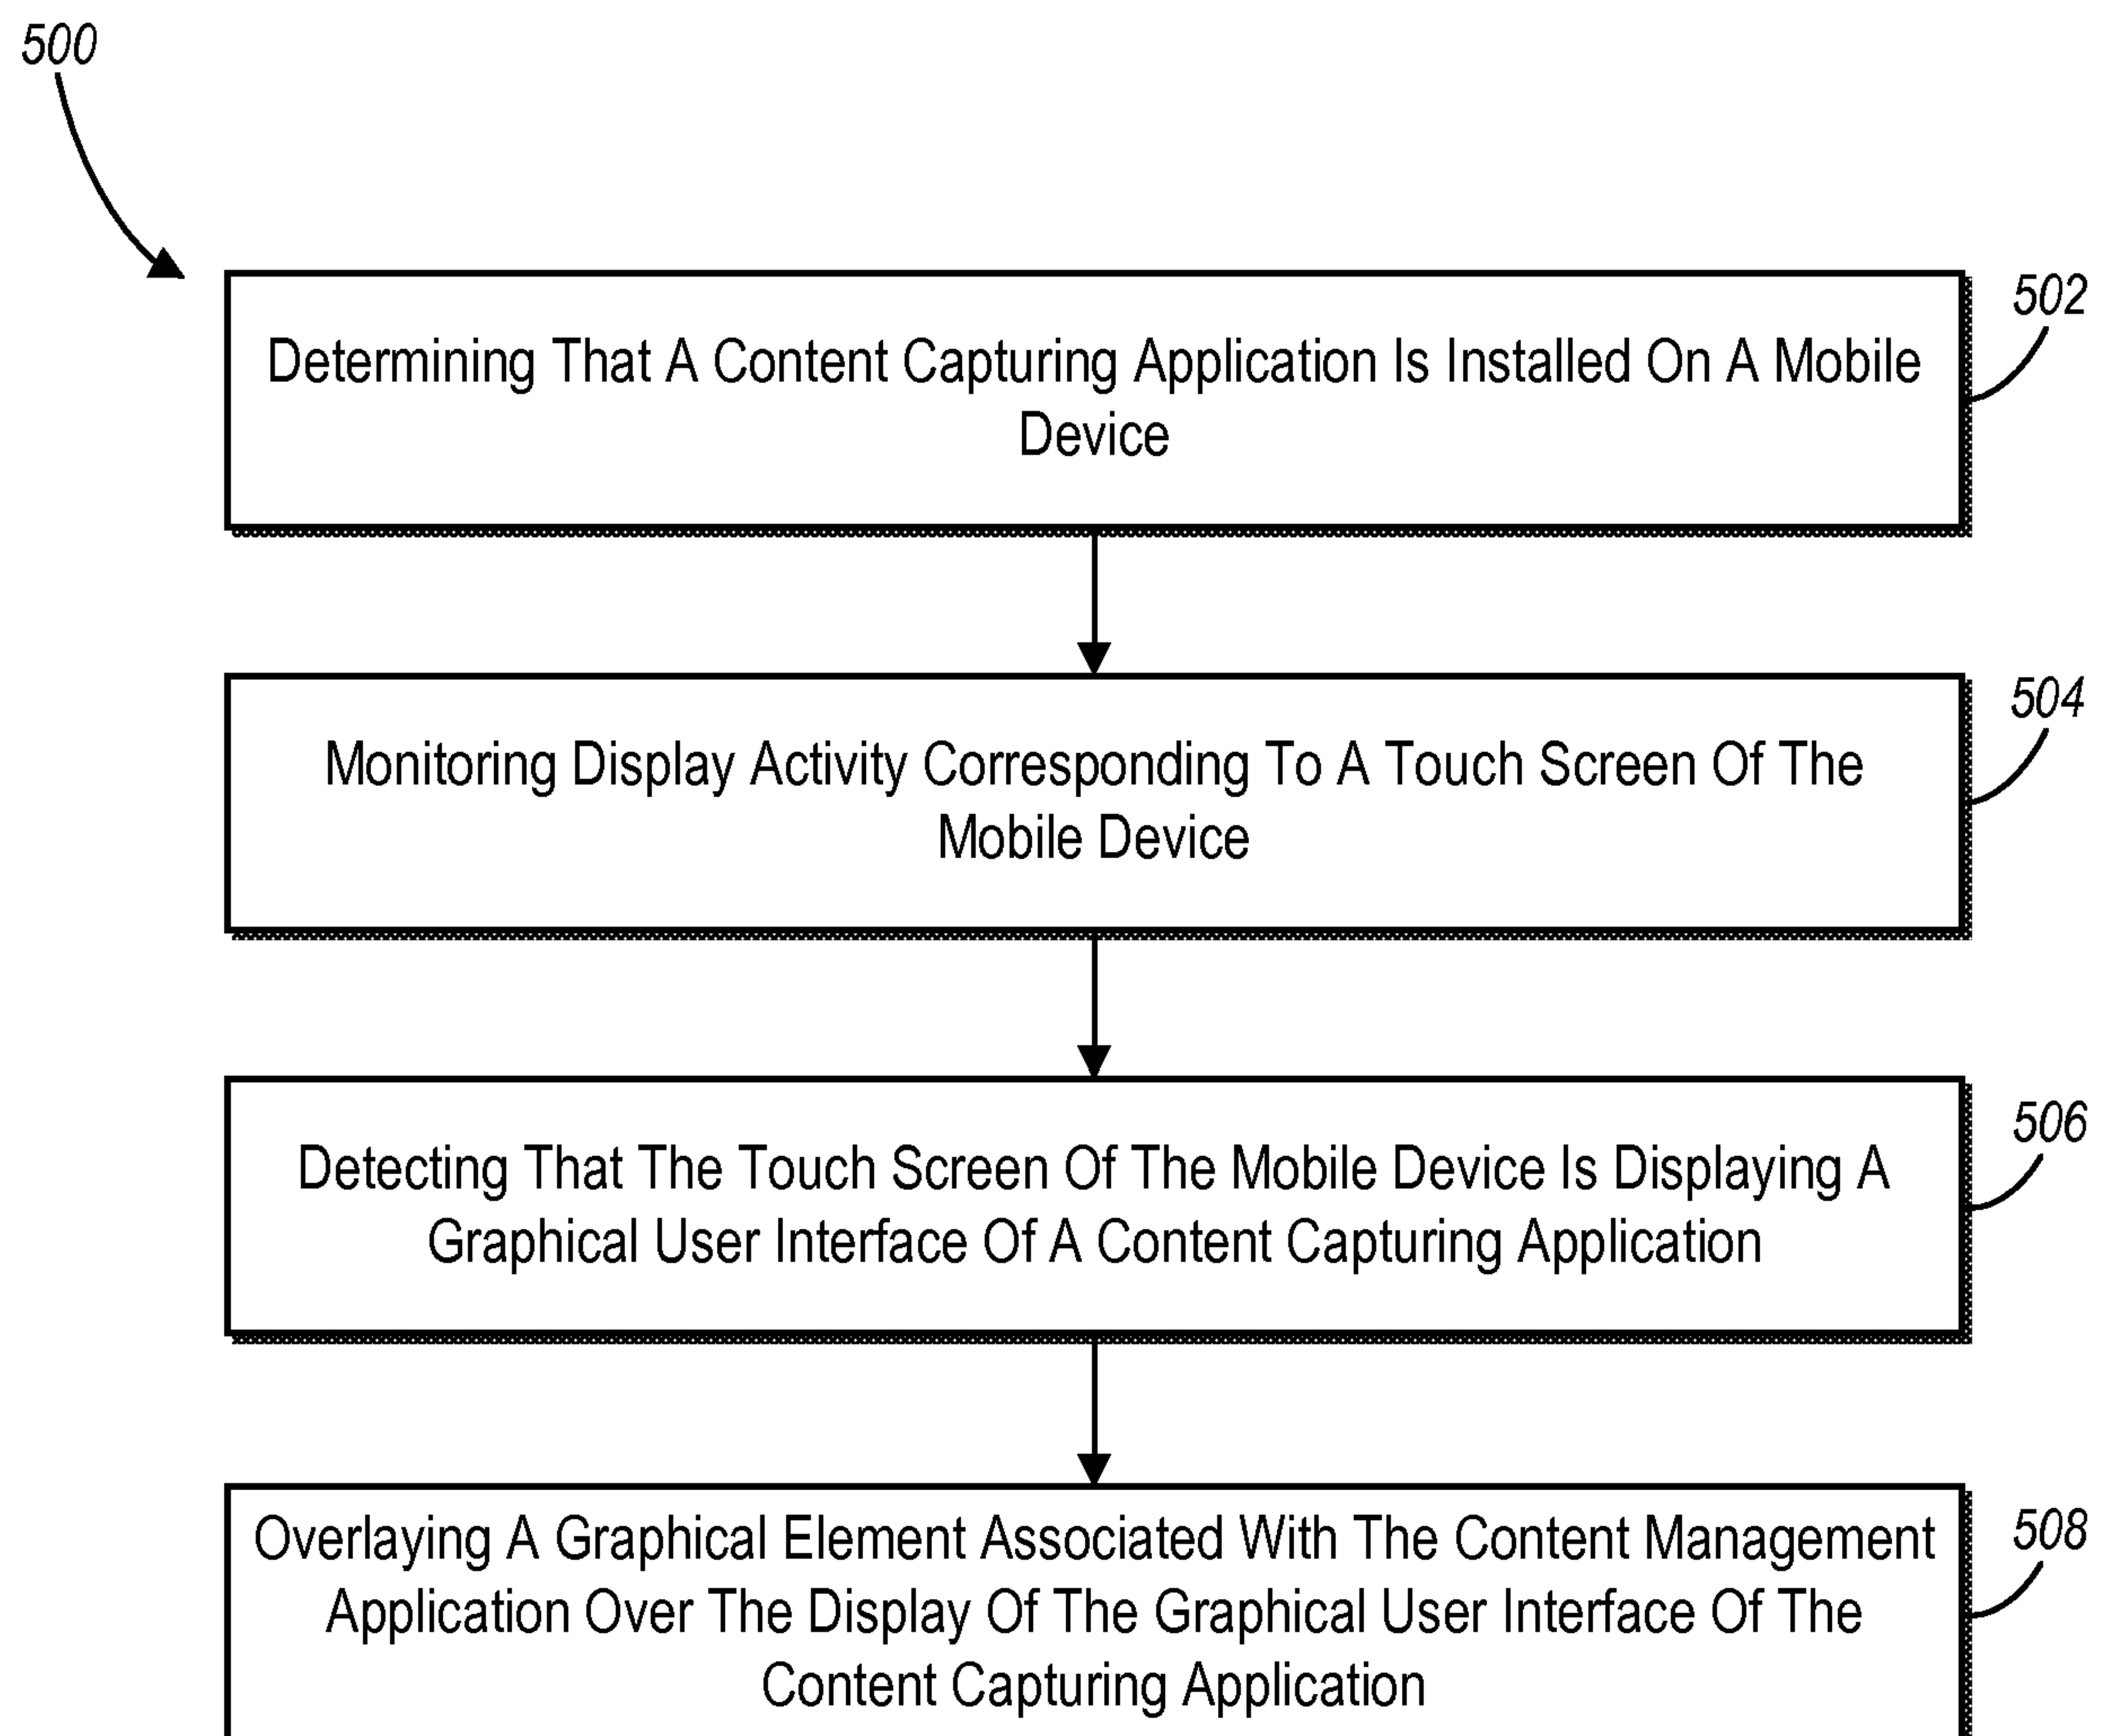 500
502
Determining That A Content Capturing Application Is Installed On A Mobile
Device
504
Monitoring Display Activity Corresponding To A Touch Screen Of The
Mobile Device
506
Detecting That The Touch Screen Of The Mobile Device Is Displaying A
Graphical User Interface Of A Content Capturing Application
508
Overlaying A Graphical Element Associated With The Content Management
Application Over The Display Of The Graphical User Interface Of The
Content Capturing Application